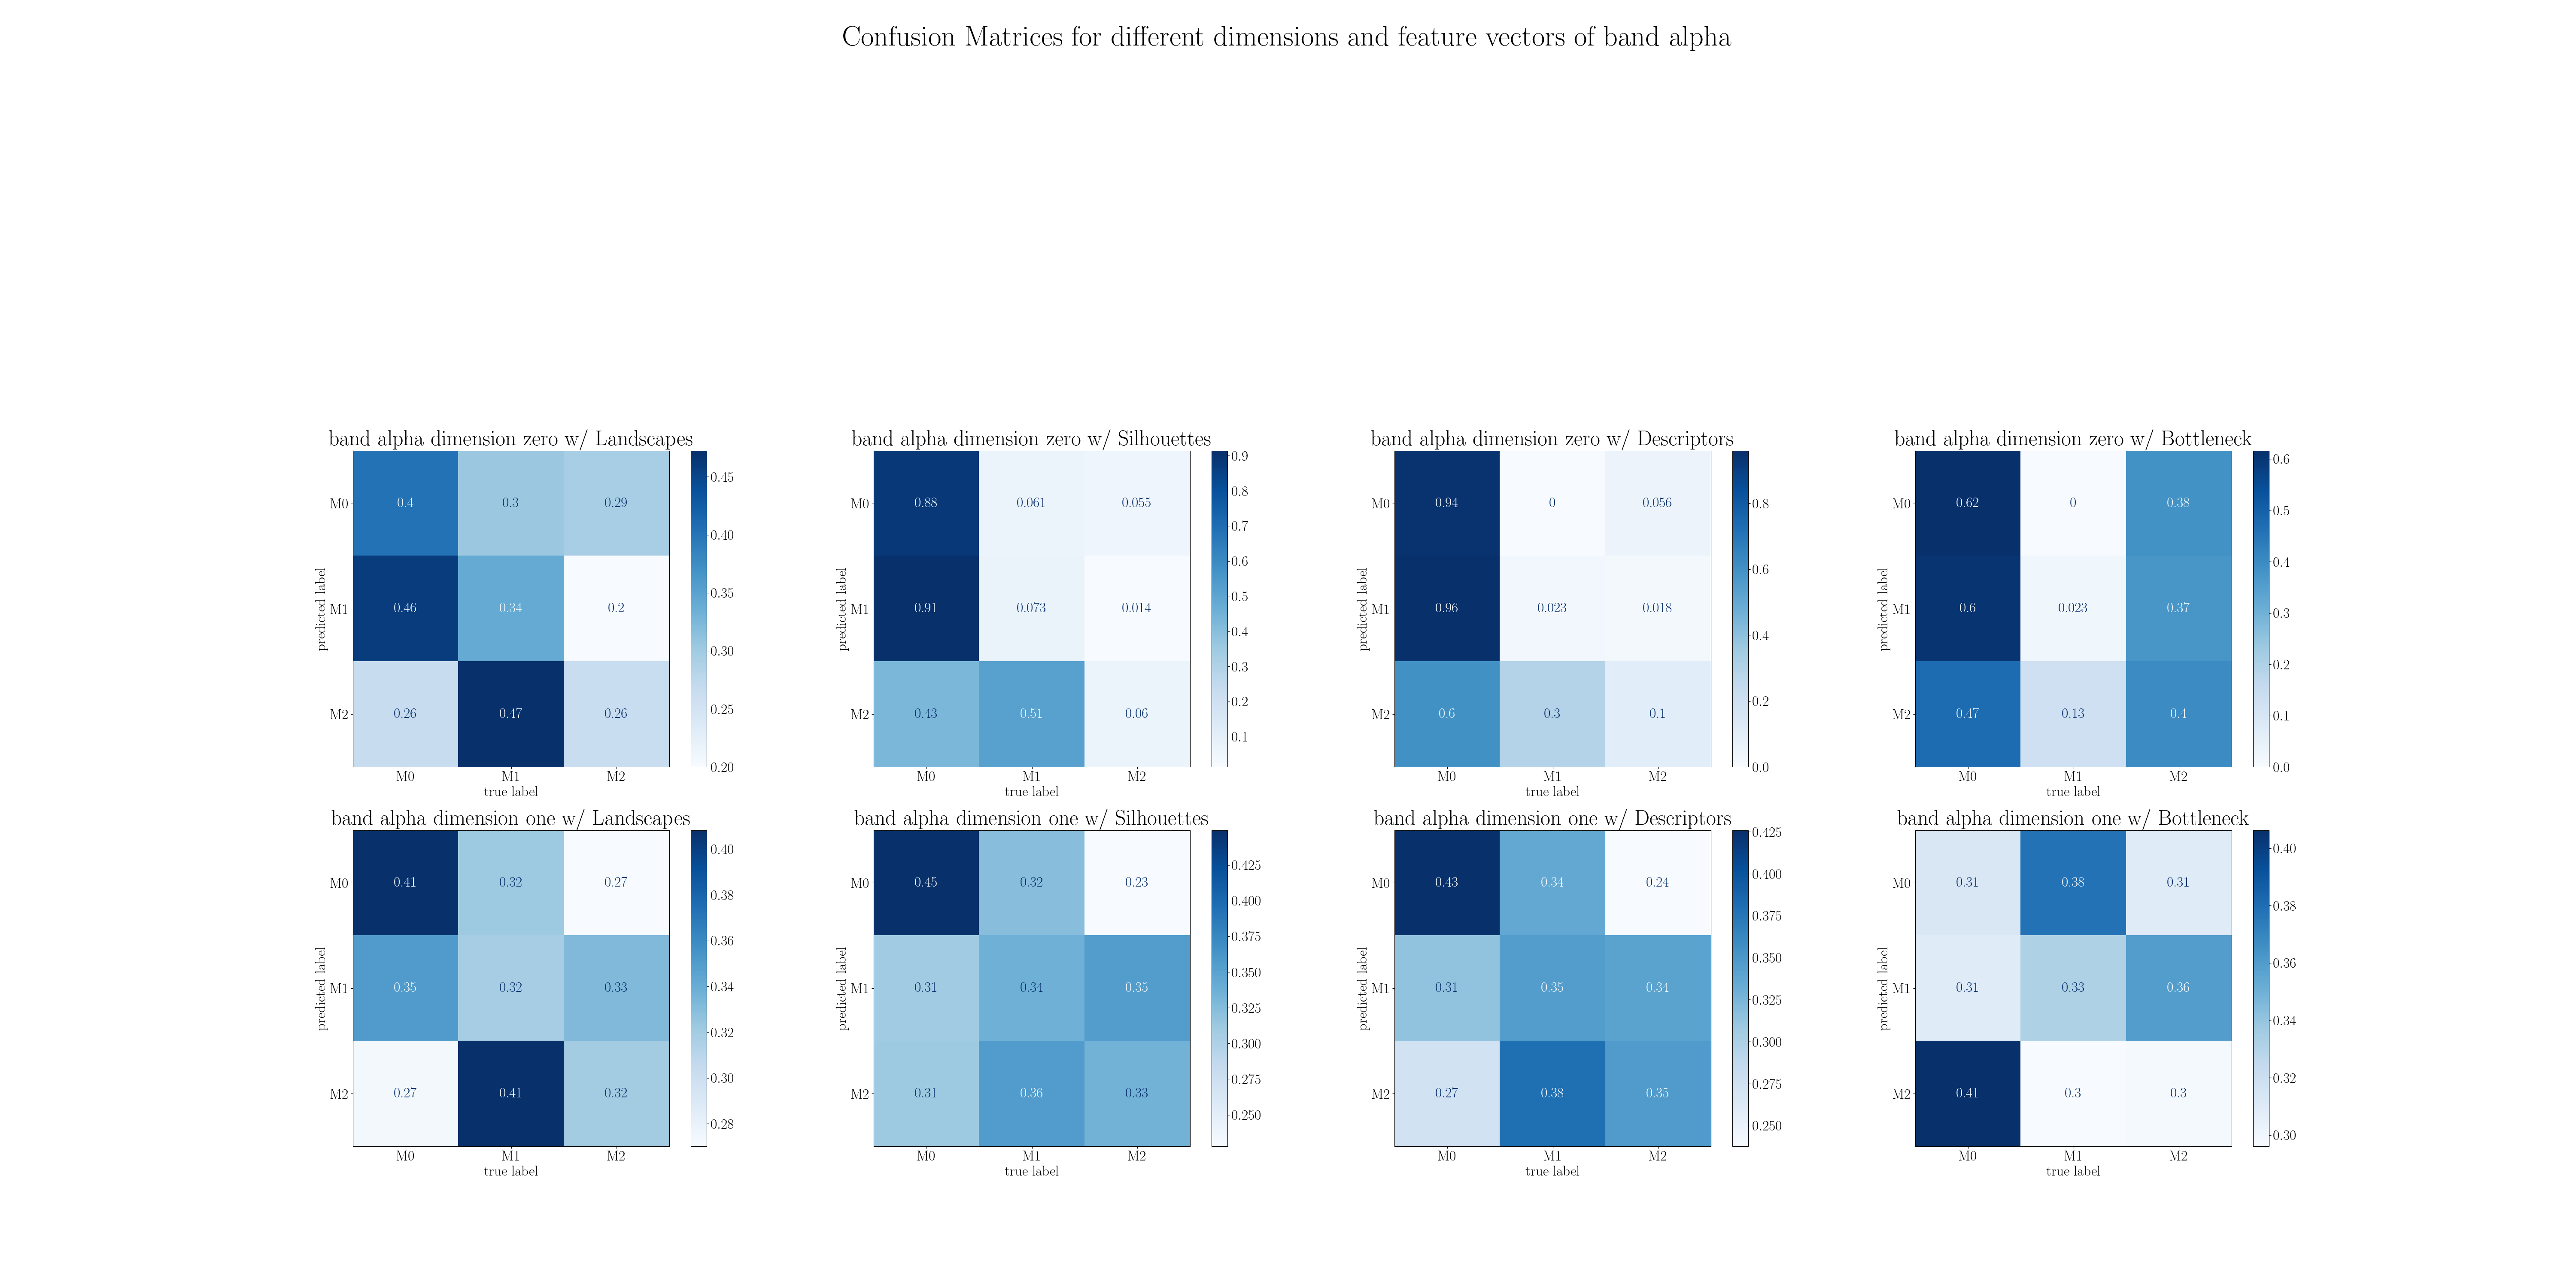 Confusion Matrices for different dimensions and feature vectors of band alpha
band alpha dimension zero w/ Landscapes
predicted label
M0 0.4 0.3 0.29
M1 0.46 0.34 0.2
M2 0.26 0.47 0.26
M0 M1 M2
true label
0.45
0.40
0.35
0.30
0.25
0.20
band alpha dimension zero w/ Silhouettes
predicted label
M0 0.88 0.061 0.055
M1 0.91 0.073 0.014
M2 0.43 0.51 0.06
M0 M1 M2
true label
0.9
0.8
0.7
0.6
0.5
0.4
0.3
0.2
0.1
band alpha dimension zero w/ Descriptors
predicted label
M0 0.94 0 0.056
M1 0.96 0.023 0.018
M2 0.6 0.3 0.1
M0 M1 M2
true label
0.8
0.6
0.4
0.2
0.0
band alpha dimension zero w/ Bottleneck
predicted label
M0 0.62 0 0.38
M1 0.6 0.023 0.37
M2 0.47 0.13 0.4
M0 M1 M2
true label
0.6
0.5
0.4
0.3
0.2
0.1
0.0
band alpha dimension one w/ Landscapes
predicted label
M0 0.41 0.32 0.27
M1 0.35 0.32 0.33
M2 0.27 0.41 0.32
M0 M1 M2
true label
0.40
0.38
0.36
0.34
0.32
0.30
0.28
band alpha dimension one w/ Silhouettes
predicted label
M0 0.45 0.32 0.23
M1 0.31 0.34 0.35
M2 0.31 0.36 0.33
M0 M1 M2
true label
0.425
0.400
0.375
0.350
0.325
0.300
0.275
0.250
band alpha dimension one w/ Descriptors
predicted label
M0 0.43 0.34 0.24
M1 0.31 0.35 0.34
M2 0.27 0.38 0.35
M0 M1 M2
true label
0.425
0.400
0.375
0.350
0.325
0.300
0.275
0.250
band alpha dimension one w/ Bottleneck
predicted label
M0 0.31 0.38 0.31
M1 0.31 0.33 0.36
M2 0.41 0.3 0.3
M0 M1 M2
true label
0.40
0.38
0.36
0.34
0.32
0.30